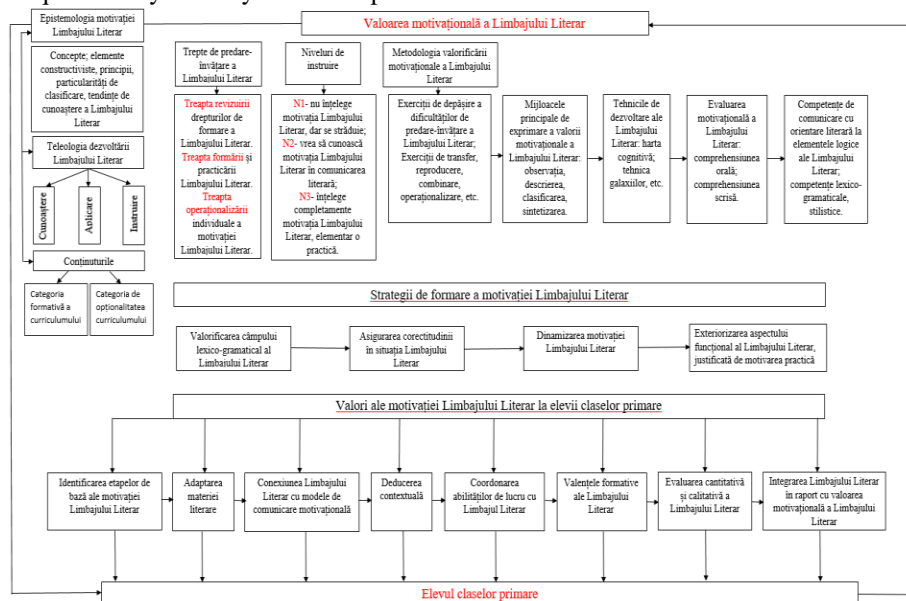 Epistemologia motivației
Limbajului Literar
Valoarea motivațională a Limbajului Literar
Concepte; elemente
constructiviste, principii,
particularități de
clasificare, tendințe de
cunoaștere a Limbajului
Literar
Teleologia dezvoltării
Limbajului Literar
Cunoaștere
Aplicare
Instruire
Conținuturile
Categoria
formativă a
curriculumului
Categoria de
opționalitatea
curriculumului
Trepte de predare-
învățare a
Limbajului Literar
Treapta revizuirii
drepturilor de formare a
Limbajului Literar.
Treapta formării și
practicării
Limbajului Literar.
Treapta
operaționalizării
individuale a
motivației
Limbajului Literar.
Niveluri de
instruire
N1- nu înțelege
motivația Limbajului
Literar, dar se străduie;
N2- vrea să cunoască
motivația Limbajului
Literar în comunicarea
literară;
N3- înțelege
completamente
motivația Limbajului
Literar, elementar o
practică.
Metodologia valorificării
motivaționale a Limbajului
Literar
Exerciții de depășire a
dificultăților de
predare-învățare a
Limbajului Literar;
Exerciții de transfer,
reproducere,
combinare,
operaționalizare, etc.
Mijloacele
principale de
exprimare a valorii
motivaționale a
Limbajului Literar:
observația,
descrierea,
clasificarea,
sintetizarea.
Tehnicile de
dezvoltare ale
Limbajului
Literar: harta
cognitivă;
tehnica
galaxiilor, etc.
Evaluarea
motivațională a
Limbajului
Literar:
comprehensiunea
orală;
comprehensiunea
scrisă.
Competențe de
comunicare cu
orientare literară la
elementele logice
ale Limbajului
Literar;
competențe lexico-
gramaticale,
stilistice.
Strategii de formare a motivației Limbajului Literar
Valorificarea câmpului
lexico-gramatical al
Limbajului Literar
Asigurarea corectitudinii
în situația Limbajului
Literar
Dinamizarea motivației
Limbajului Literar
Exteriorizarea aspectului
funcțional al Limbajului Literar,
justificată de motivarea practică
Valori ale motivației Limbajului Literar la elevii claselor primare
Identificarea etapelor de
bază ale motivației
Limbajului Literar
Adaptarea
materiei
literare
Conexiunea Limbajului
Literar cu modele de
comunicare motivațională
Deducerea
contextuală
Coordonarea
abilităților de lucru cu
Limbajul Literar
Valențele formative
ale Limbajului
Literar
Evaluarea cantitativă
și calitativă a
Limbajului Literar
Integrarea Limbajului Literar
în raport cu valoarea
motivațională a Limbajului
Literar
Elevul claselor primare